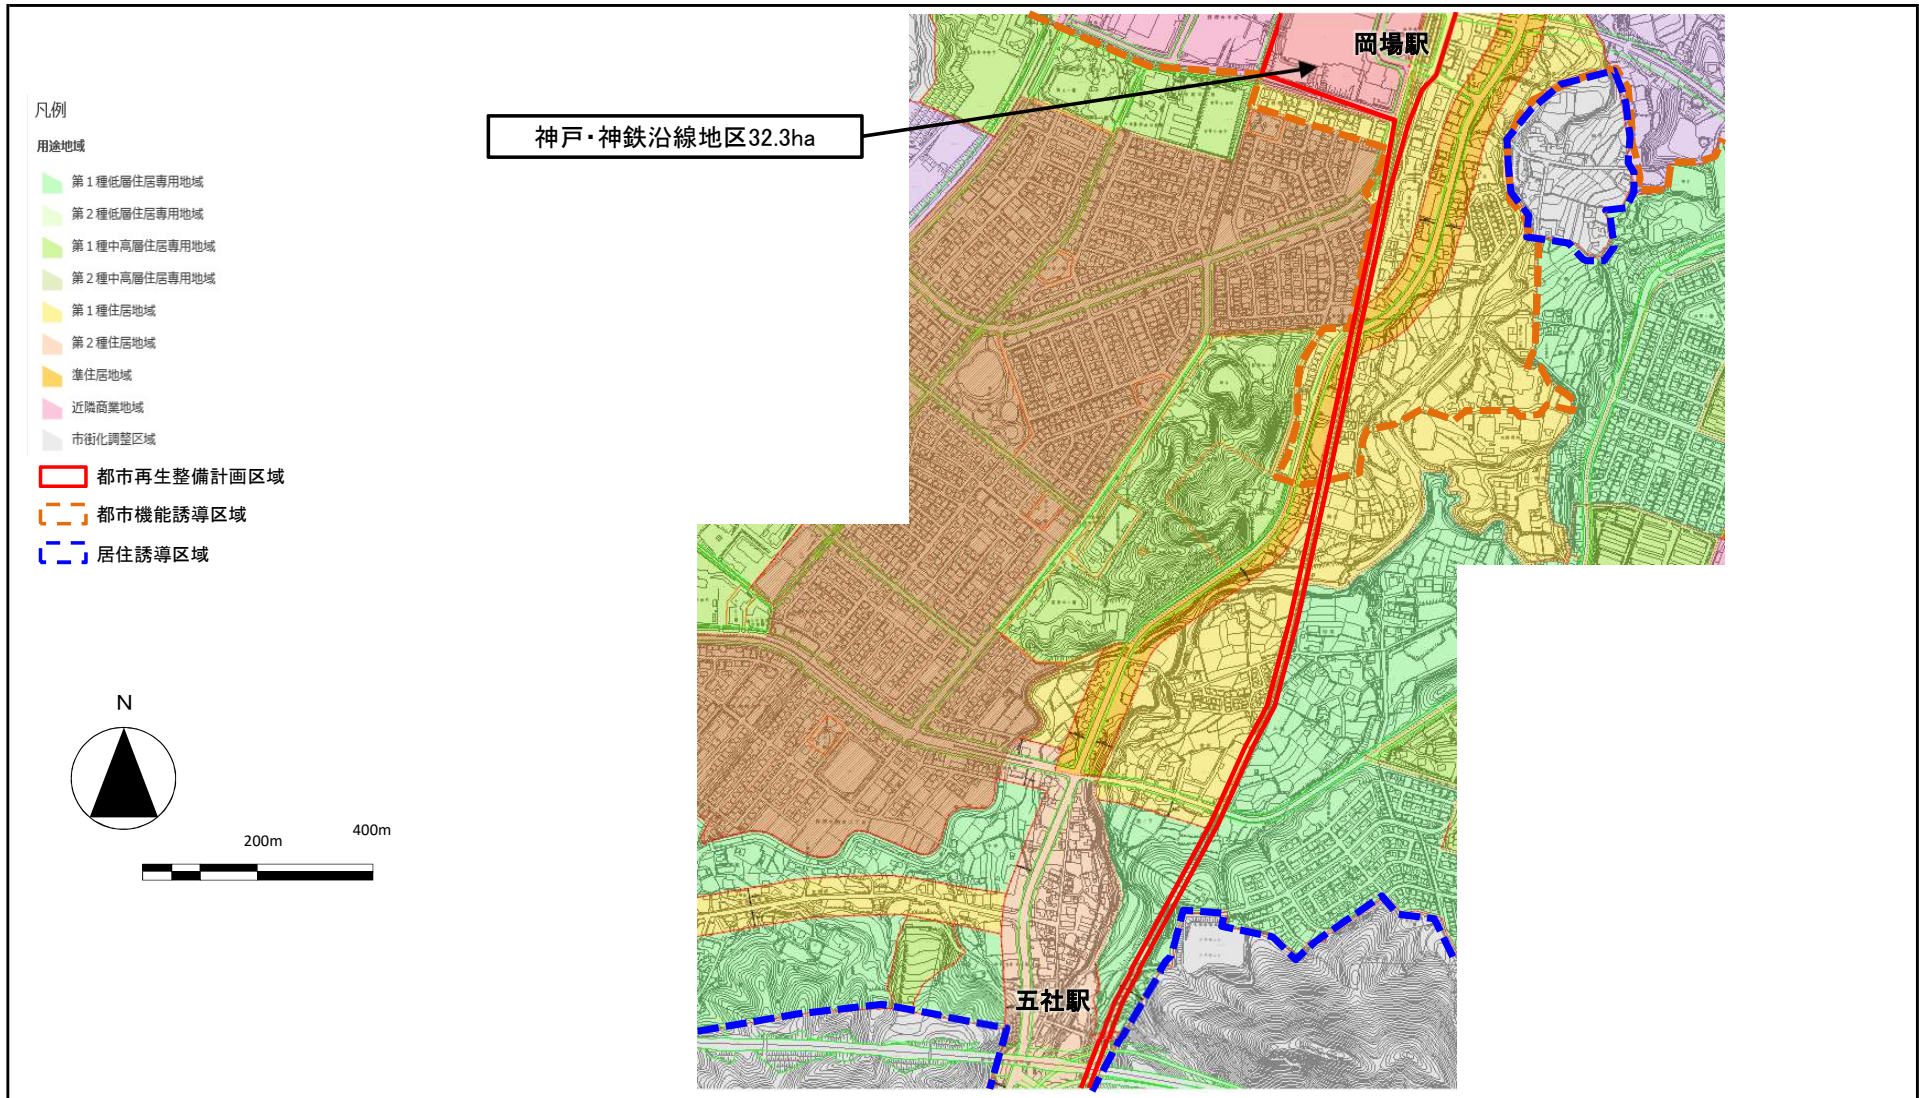 岡場駅
神戸・神鉄沿線地区32.3ha
凡例
用途地域
第1種低層住居専用地域
第2種低層住居専用地域
第1種中高層住居専用地域
第2種中高層住居専用地域
第1種住居地域
第2種住居地域
準住居地域
近隣商業地域
市街化調整区域
都市再生整備計画区域
都市機能誘導区域
居住誘導区域
N
200m
400m
五社駅